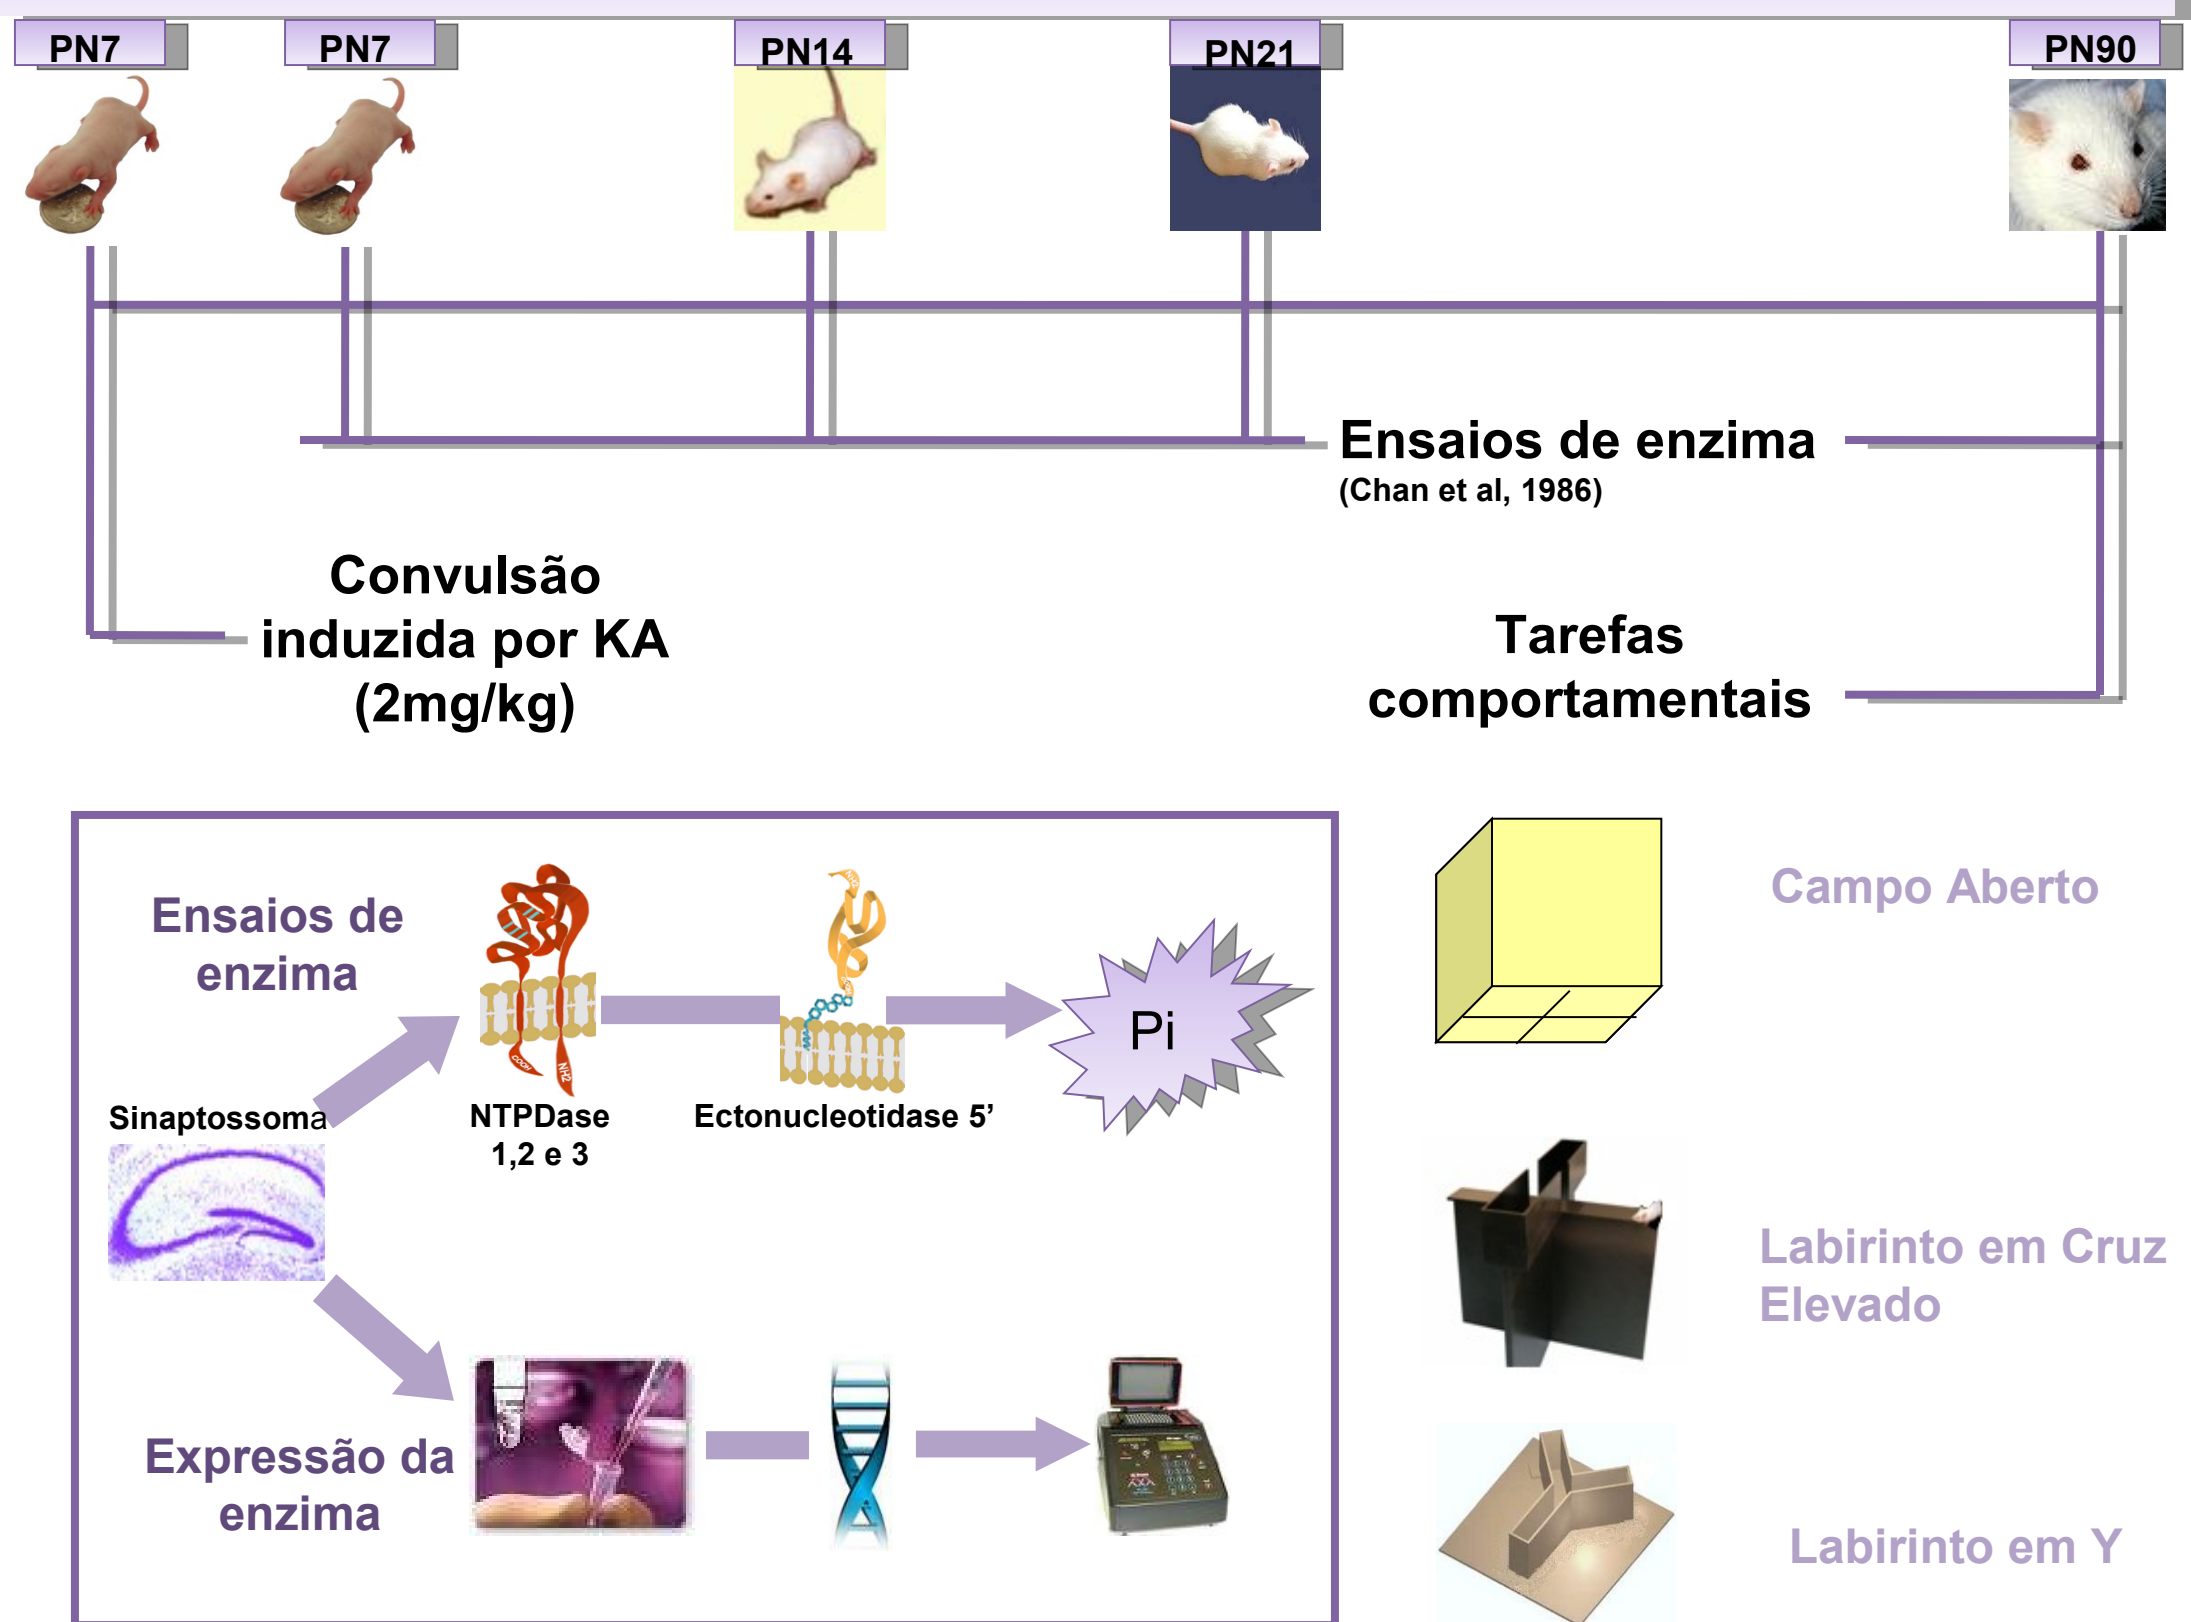 PN7
PN7
PN14
PN21
PN90
Ensaios de enzima
(Chan et al, 1986)
Convulsão
induzida por KA
(2mg/kg)
Tarefas
comportamentais
Ensaios de
enzima
COOH
NH2
Pi
Sinaptossoma
NTPDase
1,2 e 3
Ectonucleotidase 5’
Expressão da
enzima
Campo Aberto
Labirinto em Cruz
Elevado
Labirinto em Y